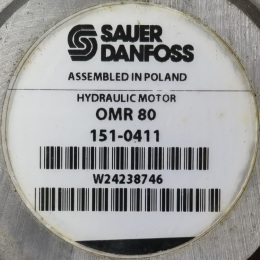 SAUER
DANFOSS
ASSEMBLED IN POLAND
HYDRAULIC MOTOR
OMR 80
151-0411
W24238746